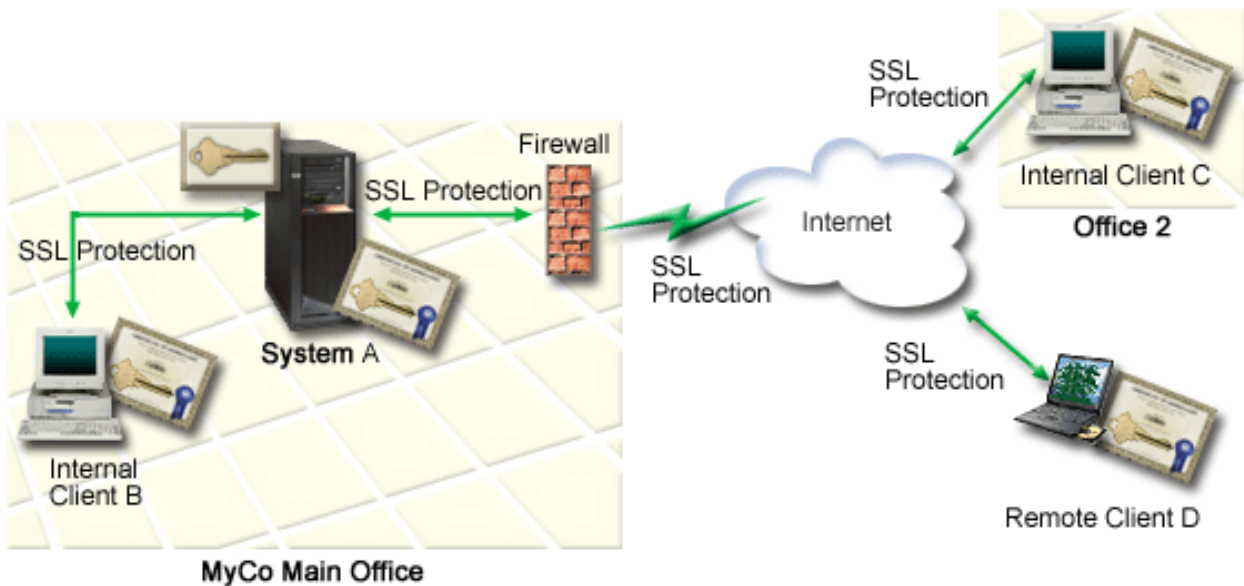 SSL
Protection
Internal Client C
Office 2
Firewall
SSL Protection
SSL Protection
Internet
SSL
Protection
System A
SSL
Protection
Internal
Client B
Remote Client D
MyCo Main Office